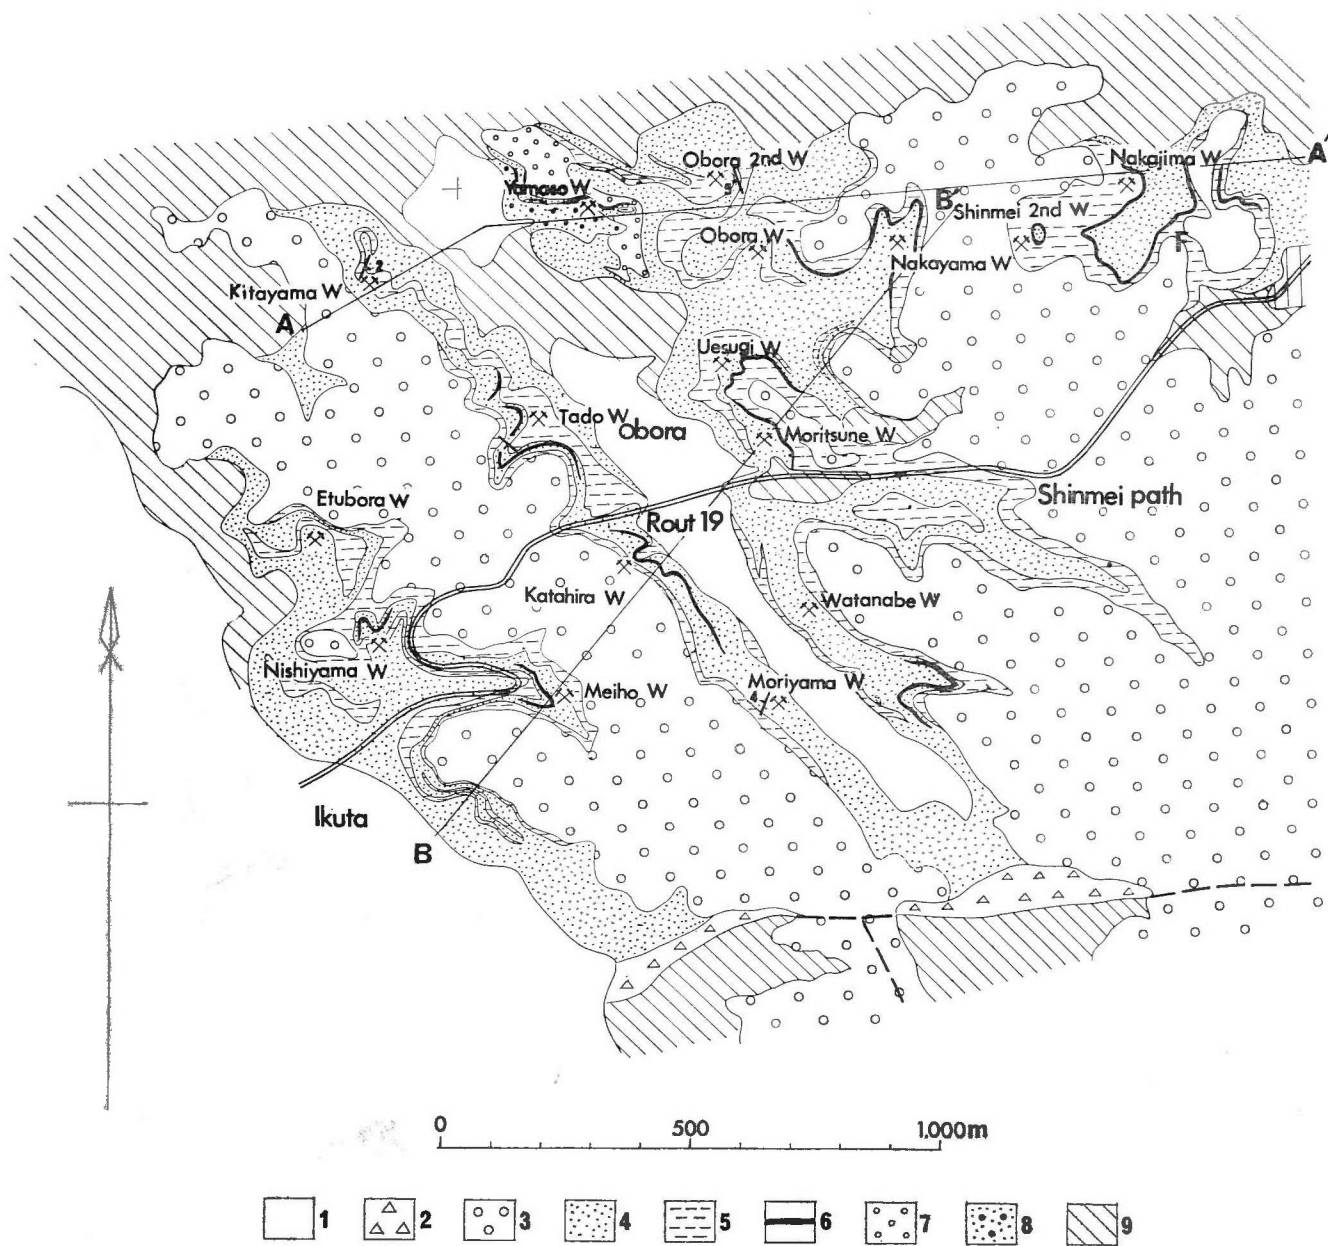 Obora 2nd W
Nakajima W
A'
Yamaso W
B'
Shinmei 2nd W
Obora W
Nakayama W
F
Kitayama W
A
Uesugi W
Tado W
Obora
Moritsune W
Etubora W
Shinmei path
Rout 19
Katahira W
Watanabe W
Nishiyama W
Meiho W
Moriyama W
4
Ikuta
B
0 500 1.000m
1 2 3 4 5 6 7 8 9